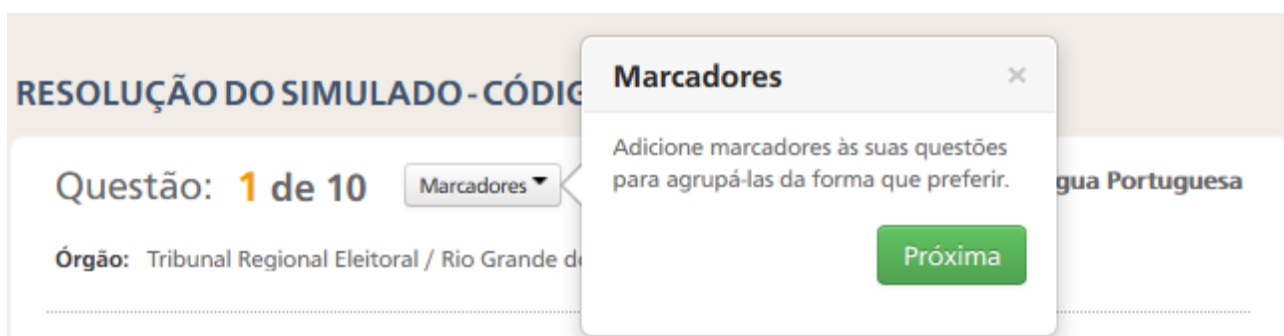 RESOLUÇÃO DO SIMULADO - CÓDIG
Marcadores ×
Adicione marcadores às suas questões
para agrupá-las da forma que preferir.
Próxima
Questão: 1 de 10 Marcadores gua Portuguesa
Órgão: Tribunal Regional Eleitoral / Rio Grande d